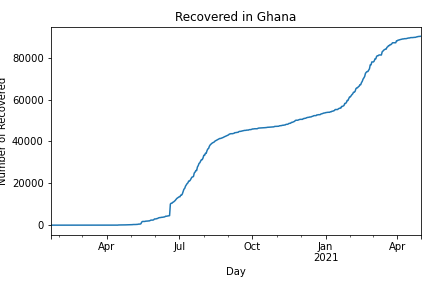 Recovered in Ghana
Number of Recovered
80000
60000
40000
20000
0
Apr
Jul
Oct
Jan
2021
Apr
Day